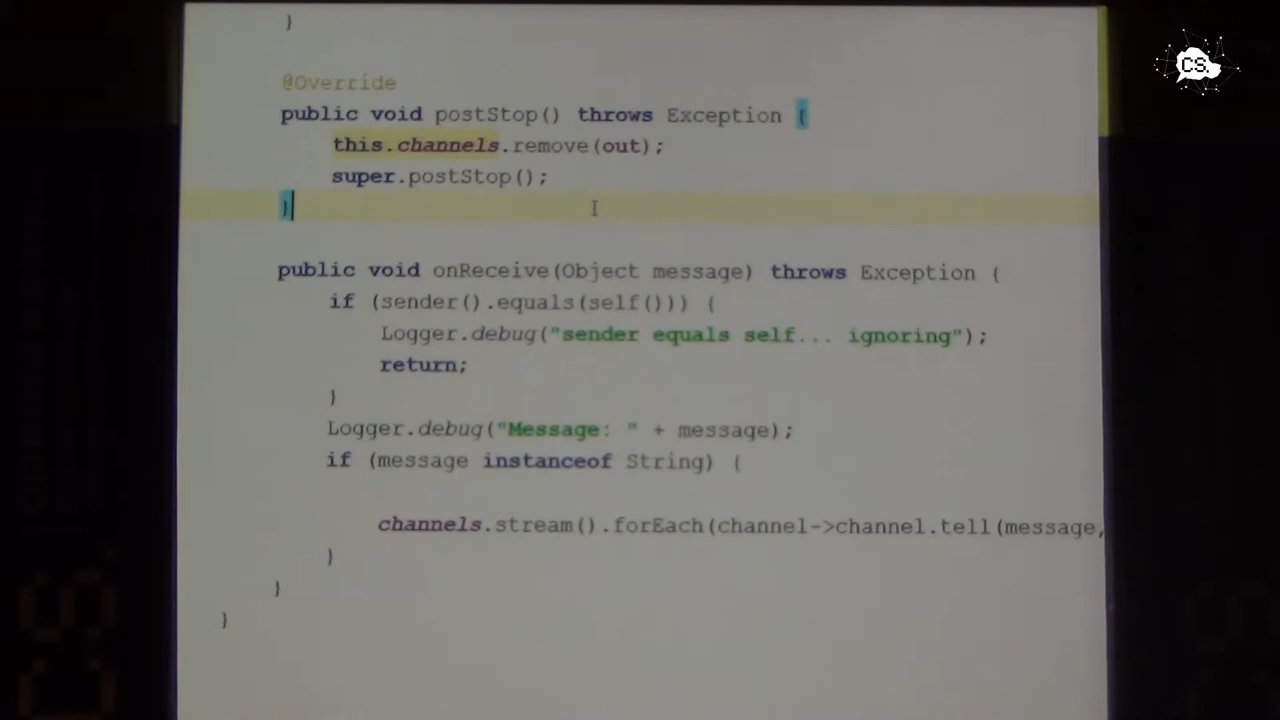 }
CS.
@Override
public void postStop() throws Exception {
this.channels.remove(out);
super.postStop();
}
public void onReceive(Object message) throws Exception {
if (sender().equals(self())) {
Logger.debug("sender equals self... ignoring");
return;
}
Logger.debug("Message: " + message);
if (message instanceof String) {
channels.stream().forEach(channel->channel.tell(message,
}
}
}